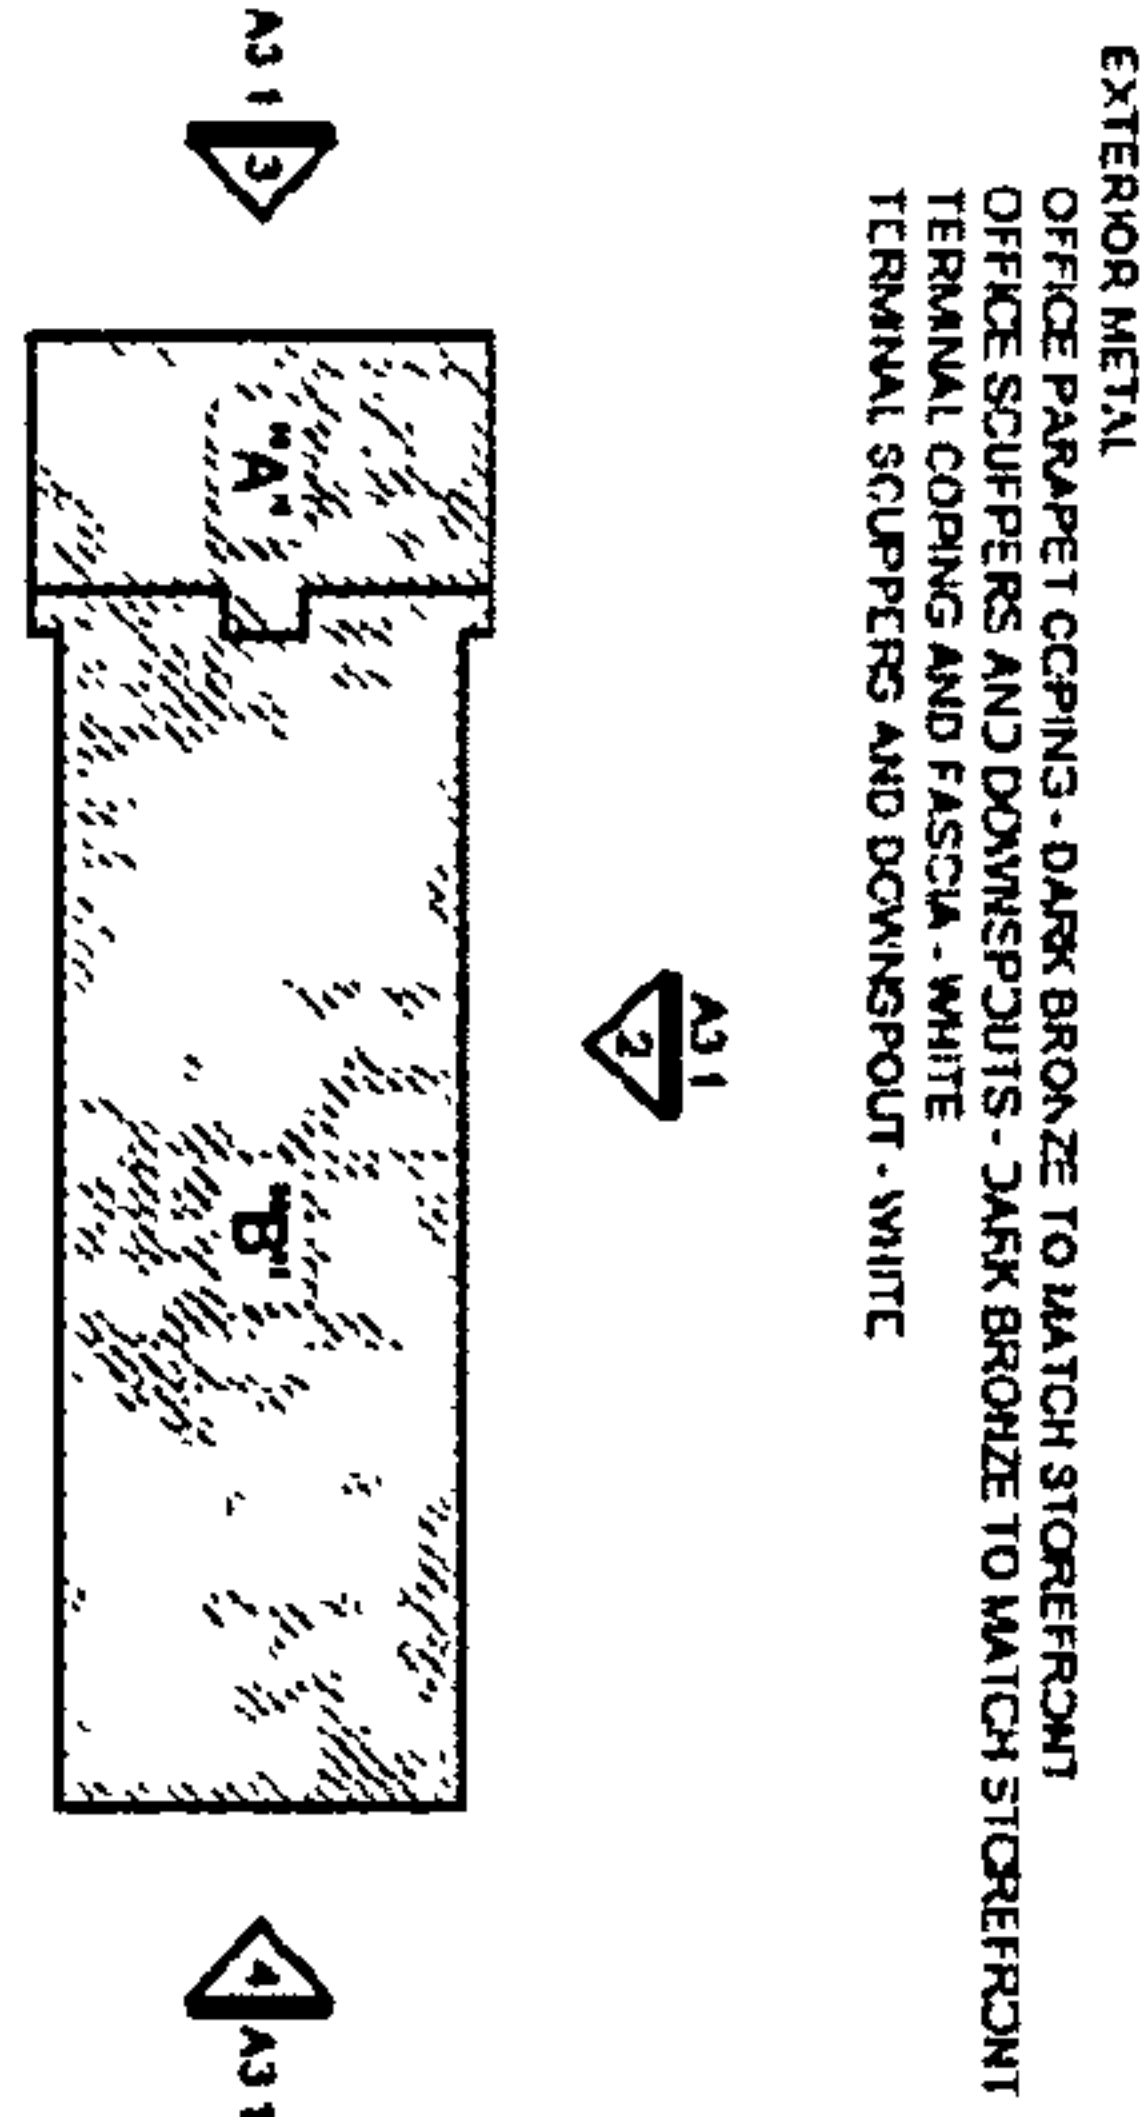 EXTERIOR METAL
OFFICE PARAPET COPING - DARK BRONZE TO MATCH STOREFRONT
OFFICE SCUPPERS AND DOWNSPOUTS - DARK BRONZE TO MATCH STOREFRONT
TERMINAL COPING AND FASCIA - WHITE
TERMINAL SCUPPERS AND DOWNSPOUT - WHITE
A3 1
2
A3 1
3
"A"
"B"
4
A3 1